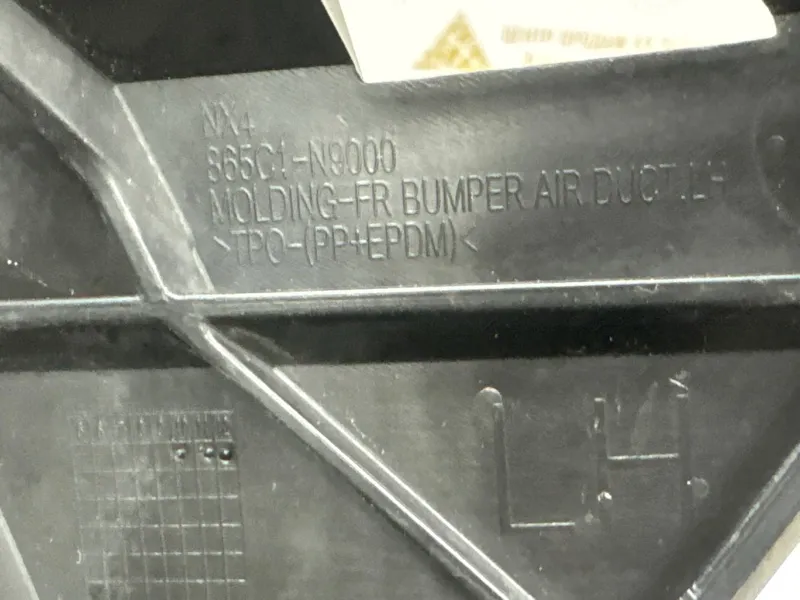 NX4
865C1-N9000
MOLDING-FR BUMPER AIR DUCT.LH
>TPO-(PP+EPDM)<
LH